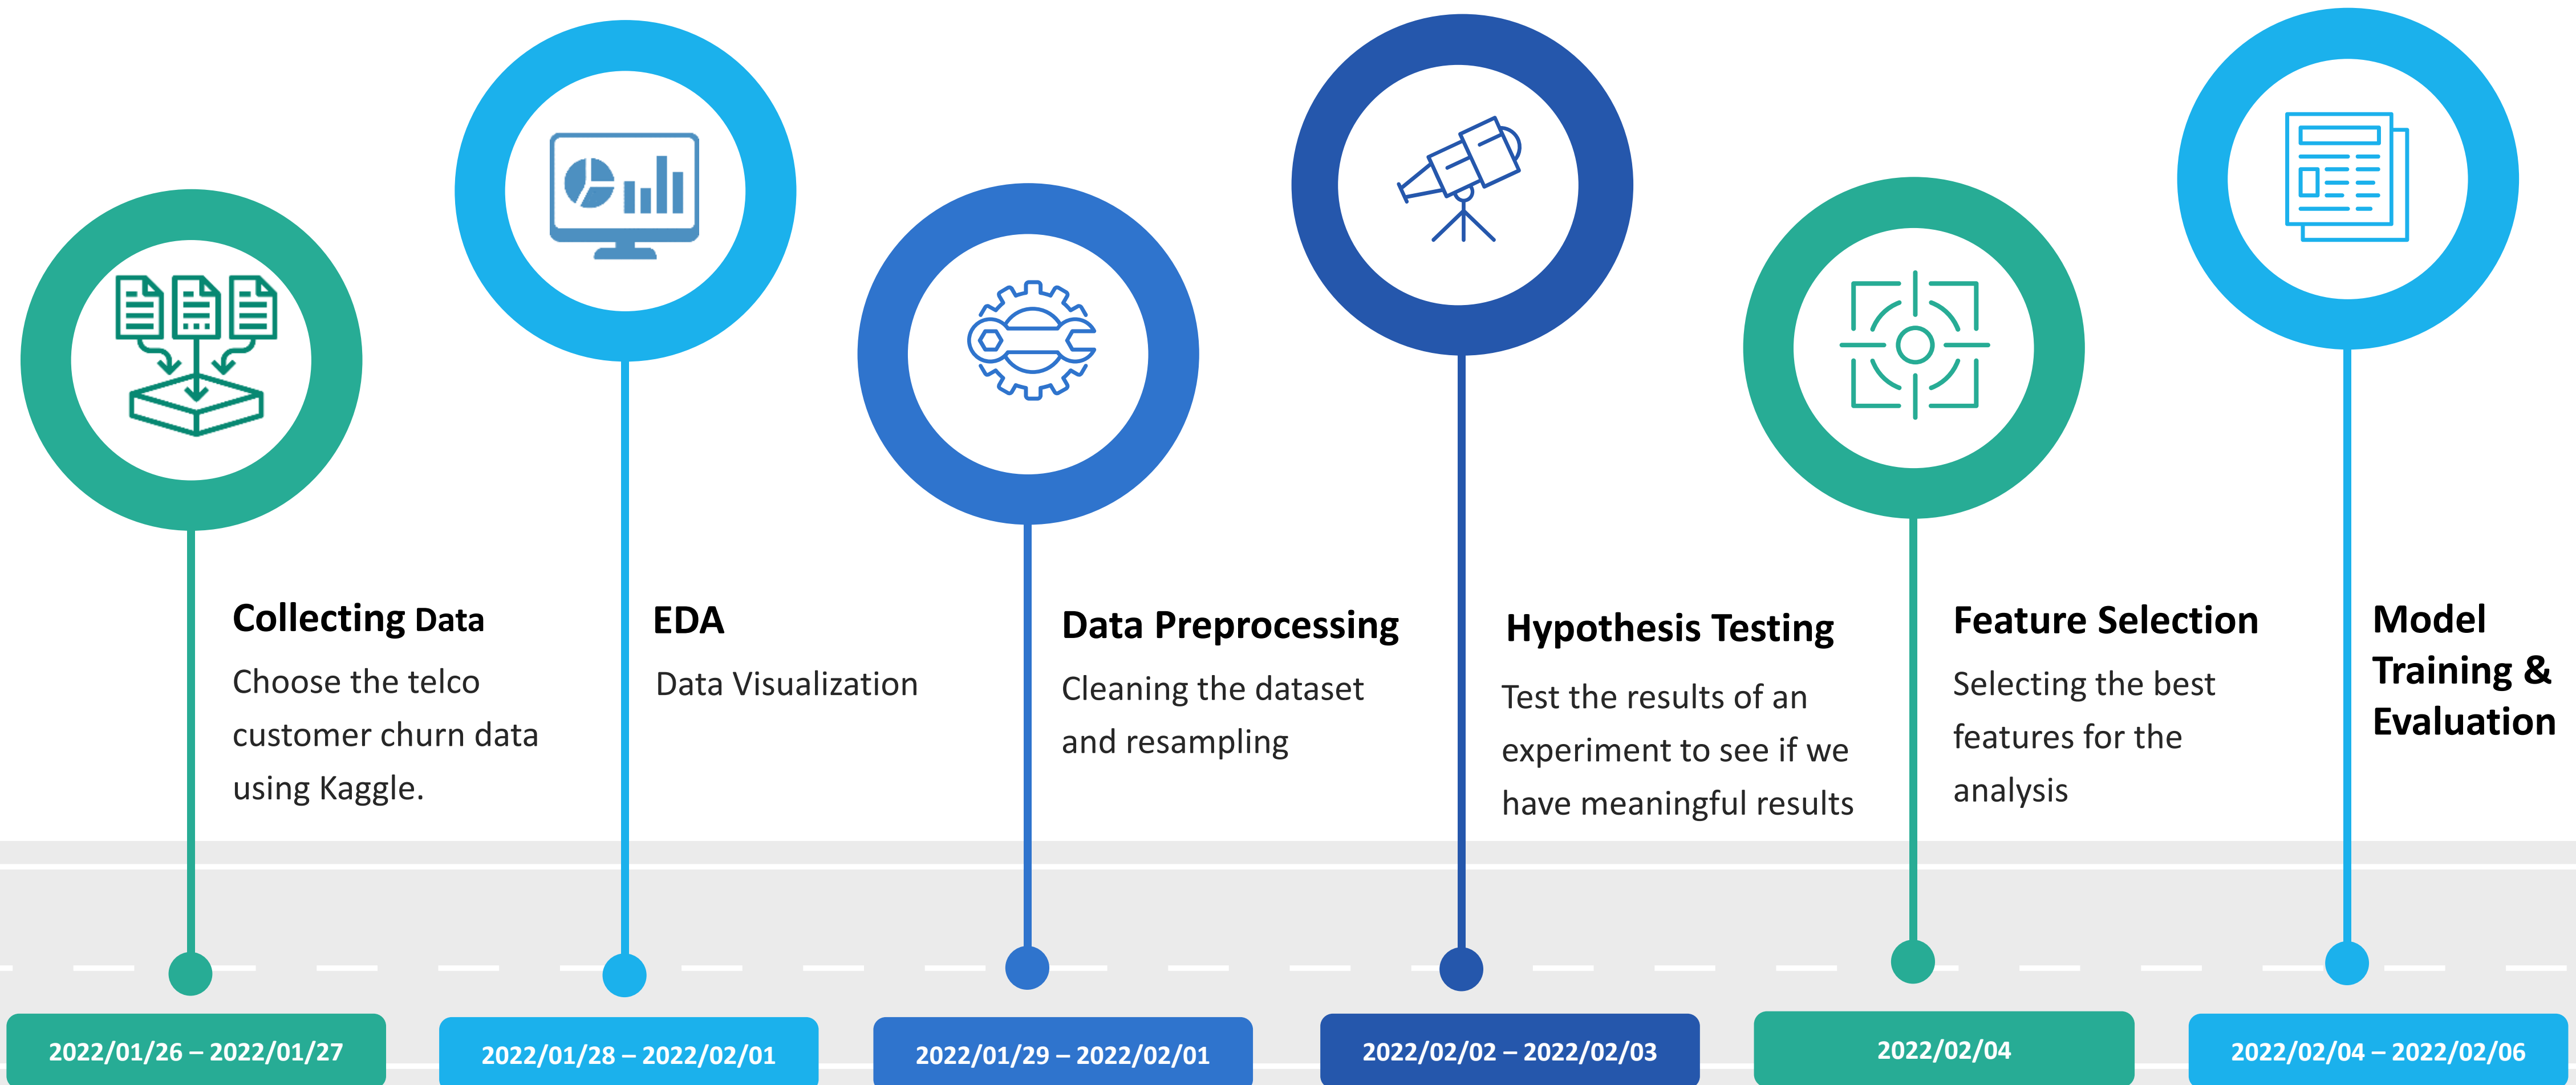 Collecting Data
Choose the telco
customer churn data
using Kaggle.
EDA
Data Visualization
Data Preprocessing
Cleaning the dataset
and resampling
Hypothesis Testing
Test the results of an
experiment to see if we
have meaningful results
Feature Selection
Selecting the best
features for the
analysis
Model
Training &
Evaluation
2022/01/26 – 2022/01/27
2022/01/28 – 2022/02/01
2022/01/29 – 2022/02/01
2022/02/02 – 2022/02/03
2022/02/04
2022/02/04 – 2022/02/06